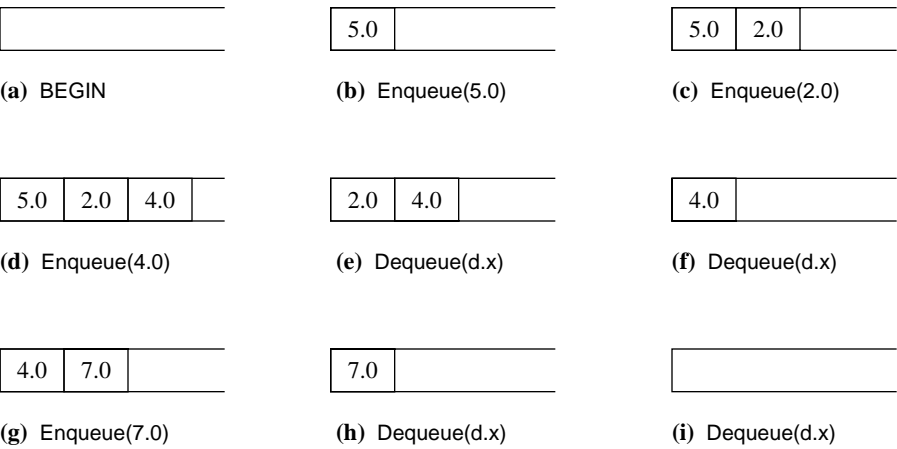 5.0
5.0 2.0
(a) BEGIN
(b) Enqueue(5.0)
(c) Enqueue(2.0)
5.0 2.0 4.0
2.0 4.0
4.0
(d) Enqueue(4.0)
(e) Dequeue(d.x)
(f) Dequeue(d.x)
4.0 7.0
7.0
(g) Enqueue(7.0)
(h) Dequeue(d.x)
(i) Dequeue(d.x)